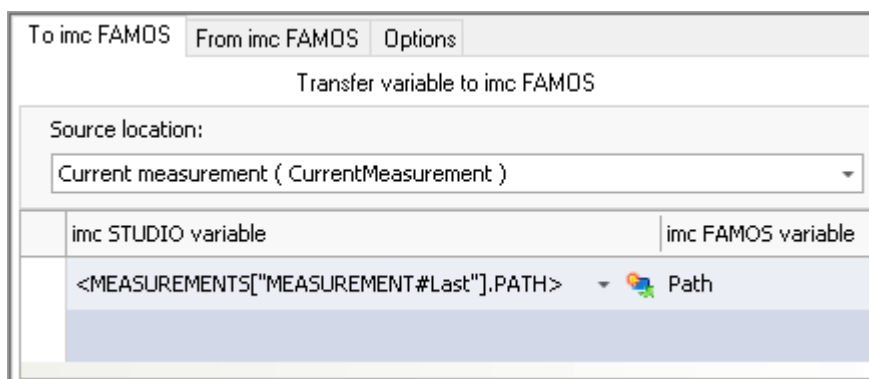 To imc FAMOS From imc FAMOS Options
Transfer variable to imc FAMOS
Source location:
Current measurement ( CurrentMeasurement )
imc STUDIO variable imc FAMOS variable
<MEASUREMENTS["MEASUREMENT#Last"].PATH> Path